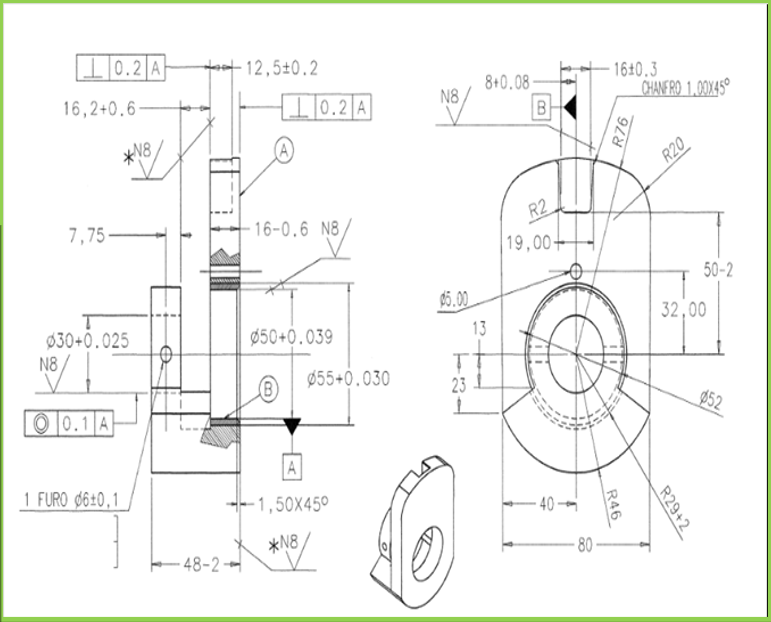 ⊥ 0.2 A
12,5±0.2
16,2+0.6
⊥ 0.2 A
*N8
A
16-0.6
N8
7,75
Ø30+0.025
Ø50+0.039
N8
Ø55+0.030
B
◎ 0.1 A
A
1 FURO Ø6±0,1
1,50X45°
*N8
48-2
16±0.3
8+0.08
CHANFRO 1.00X45°
N8
B
R76
R20
R2
19,00
50-2
Ø5.00
32,00
13
23
Ø52
40
R46
R29+2
80